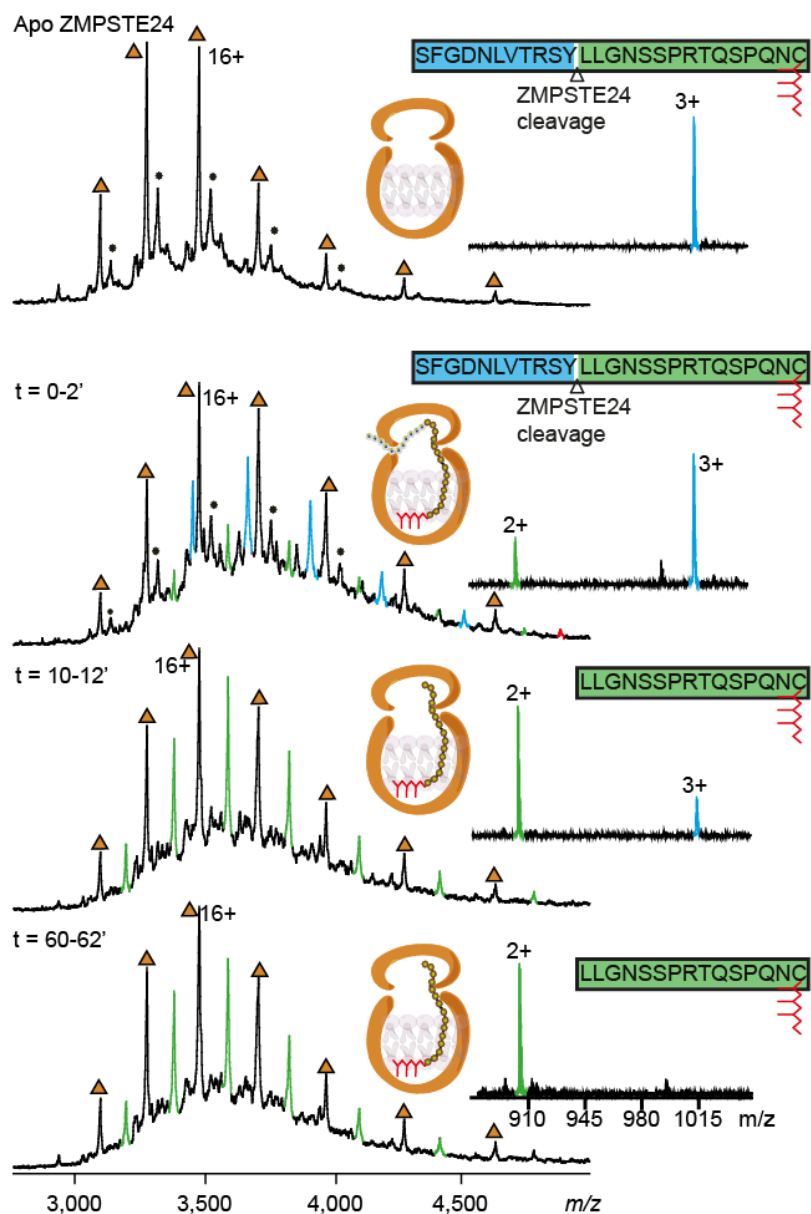 Apo ZMPSTE24
16+
SFGDNLVTRSYLLGNSSPRTQSPQNC
ZMPSTE24
cleavage
3+
t = 0-2'
16+
SFGDNLVTRSYLLGNSSPRTQSPQNC
ZMPSTE24
cleavage
2+
3+
t = 10-12'
16+
LLGNSSPRTQSPQNC
2+
3+
t = 60-62'
16+
LLGNSSPRTQSPQNC
2+
910 945 980 1015 m/z
3,000 3,500 4,000 4,500 m/z